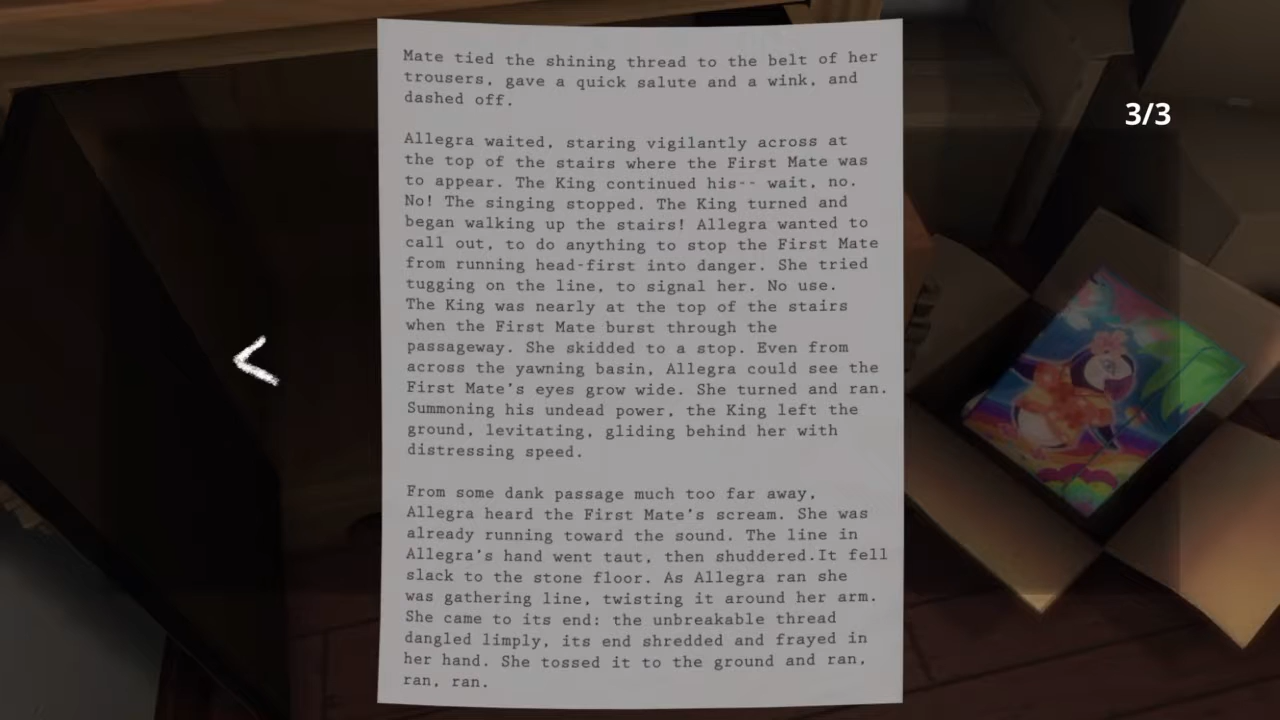 Mate tied the shining thread to the belt of her
trousers, gave a quick salute and a wink, and
dashed off.
3/3
Allegra waited, staring vigilantly across at
the top of the stairs where the First Mate was
to appear. The King continued his-- wait, no.
No! The singing stopped. The King turned and
began walking up the stairs! Allegra wanted to
call out, to do anything to stop the First Mate
from running head-first into danger. She tried
tugging on the line, to signal her. No use.
The King was nearly at the top of the stairs
when the First Mate burst through the
passageway. She skidded to a stop. Even from
across the yawning basin, Allegra could see the
First Mate's eyes grow wide. She turned and ran.
Summoning his undead power, the King left the
ground, levitating, gliding behind her with
distressing speed.
From some dank passage much too far away,
Allegra heard the First Mate's scream. She was
already running toward the sound. The line in
Allegra's hand went taut, then shuddered.It fell
slack to the stone floor. As Allegra ran she
was gathering line, twisting it around her arm.
She came to its end: the unbreakable thread
dangled limply, its end shredded and frayed in
her hand. She tossed it to the ground and ran,
ran, ran.